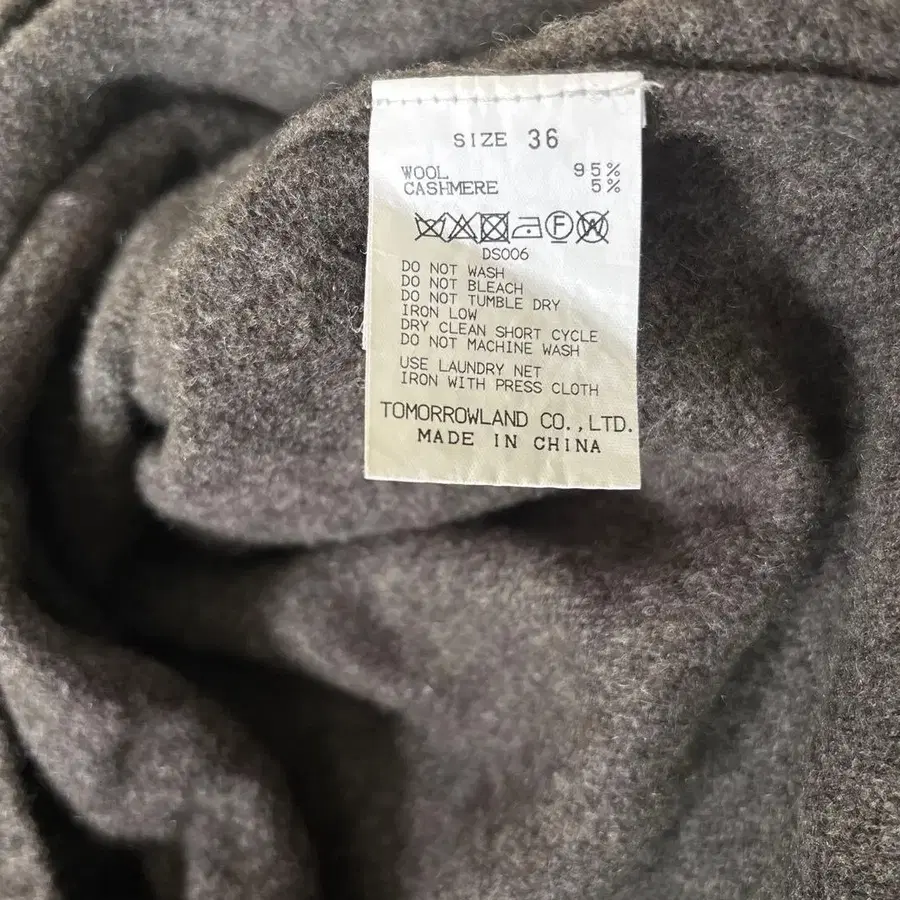 SIZE 36
WOOL 95%
CASHMERE 5%
F W
DS006
DO NOT WASH
DO NOT BLEACH
DO NOT TUMBLE DRY
IRON LOW
DRY CLEAN SHORT CYCLE
DO NOT MACHINE WASH
USE LAUNDRY NET
IRON WITH PRESS CLOTH
TOMORROWLAND CO.,LTD.
MADE IN CHINA